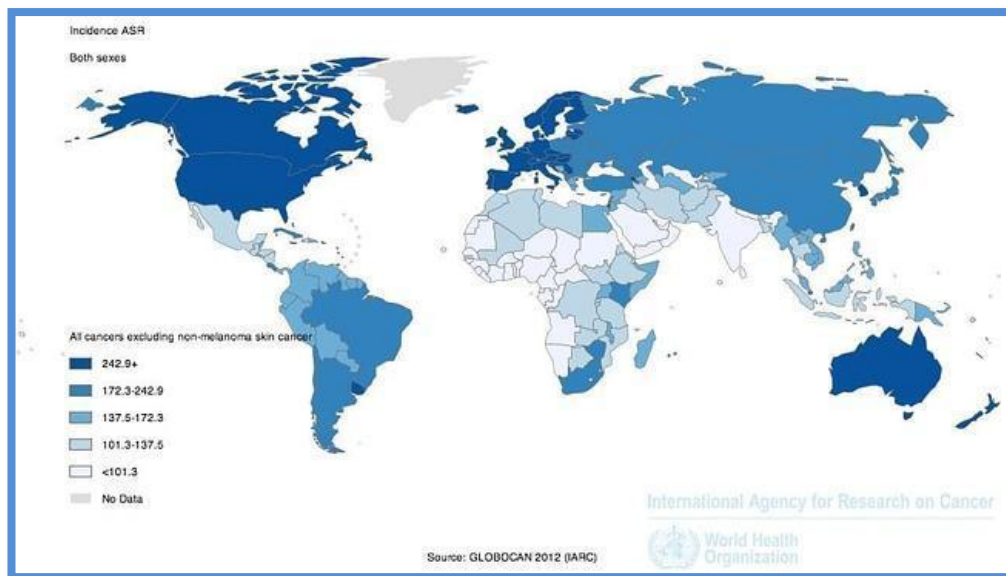 Incidence ASR
Both sexes
All cancers excluding non-melanoma skin cancer
242.9+
172.3-242.9
137.5-172.3
101.3-137.5
<101.3
No Data
International Agency for Research on Cancer
World Health
Organization
Source: GLOBOCAN 2012 (IARC)